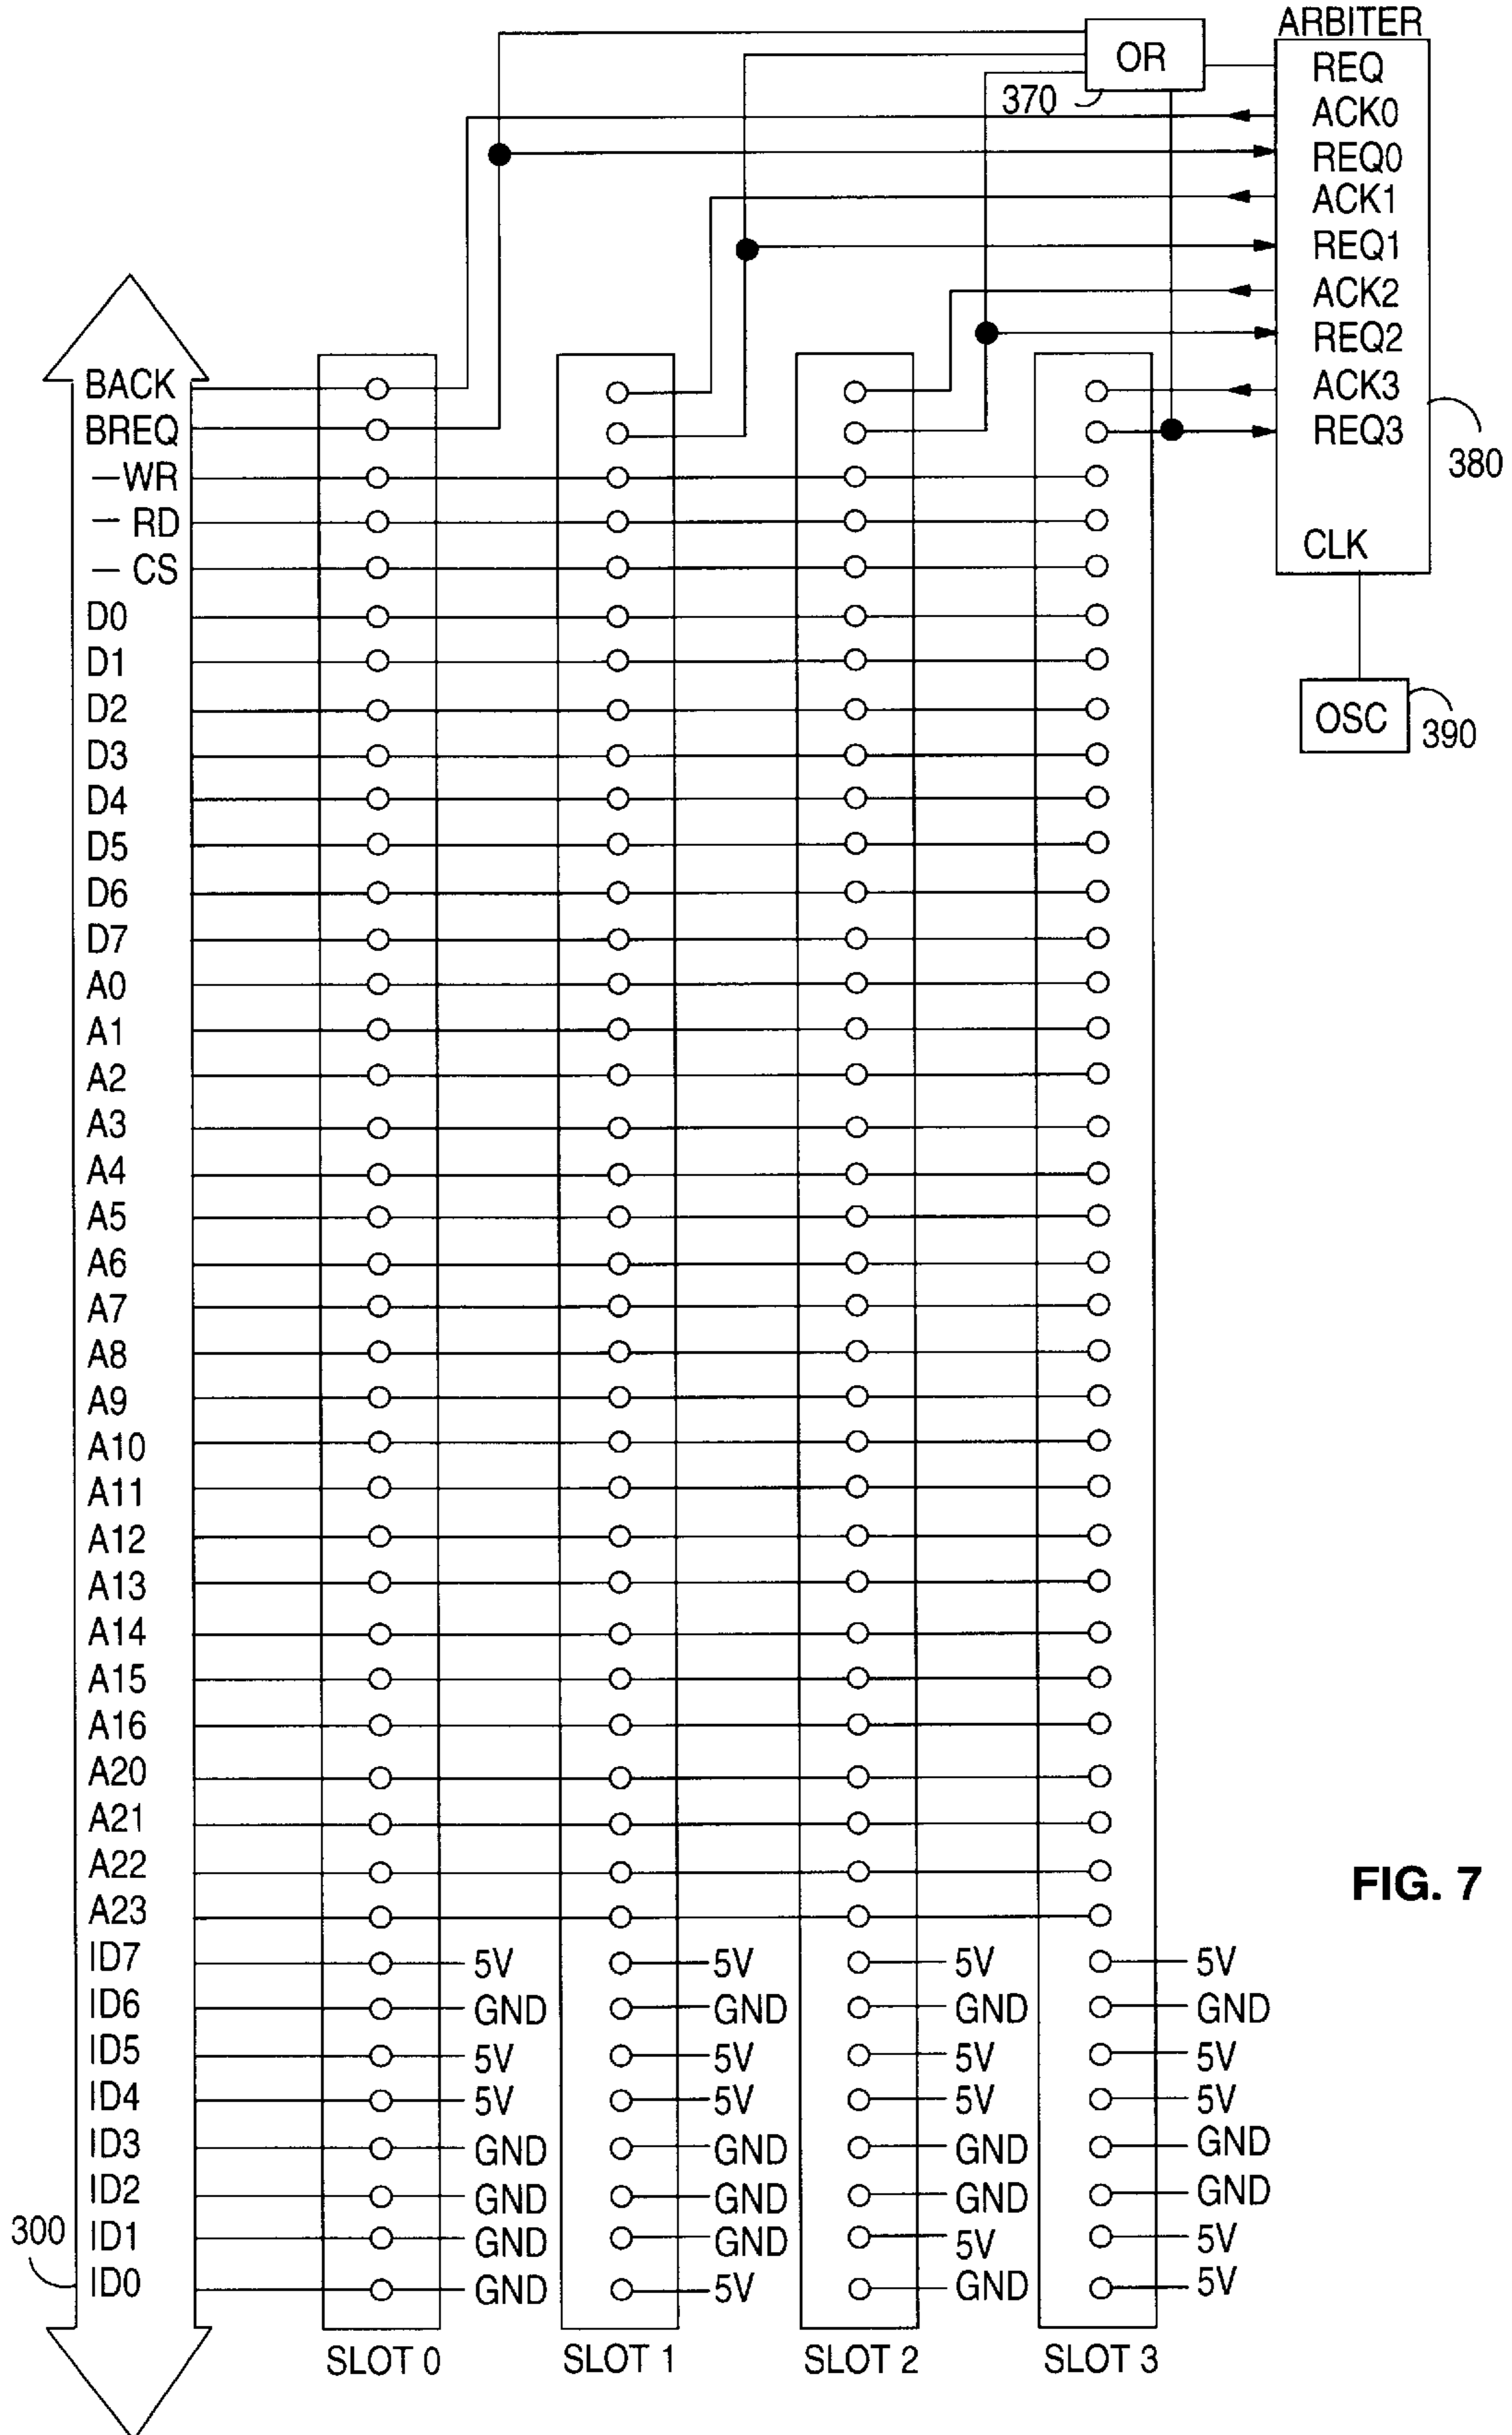 ARBITER
OR
370
REQ
ACK0
REQ0
ACK1
REQ1
ACK2
REQ2
ACK3
REQ3
380
CLK
OSC
390
BACK
BREQ
—WR
— RD
— CS
D0
D1
D2
D3
D4
D5
D6
D7
A0
A1
A2
A3
A4
A5
A6
A7
A8
A9
A10
A11
A12
A13
A14
A15
A16
A20
A21
A22
A23
FIG. 7
ID7 5V 5V 5V 5V
ID6 GND GND GND GND
ID5 5V 5V 5V 5V
ID4 5V 5V 5V 5V
ID3 GND GND GND GND
ID2 GND GND GND GND
300
ID1 GND GND 5V 5V
ID0 GND 5V GND 5V
SLOT 0 SLOT 1 SLOT 2 SLOT 3